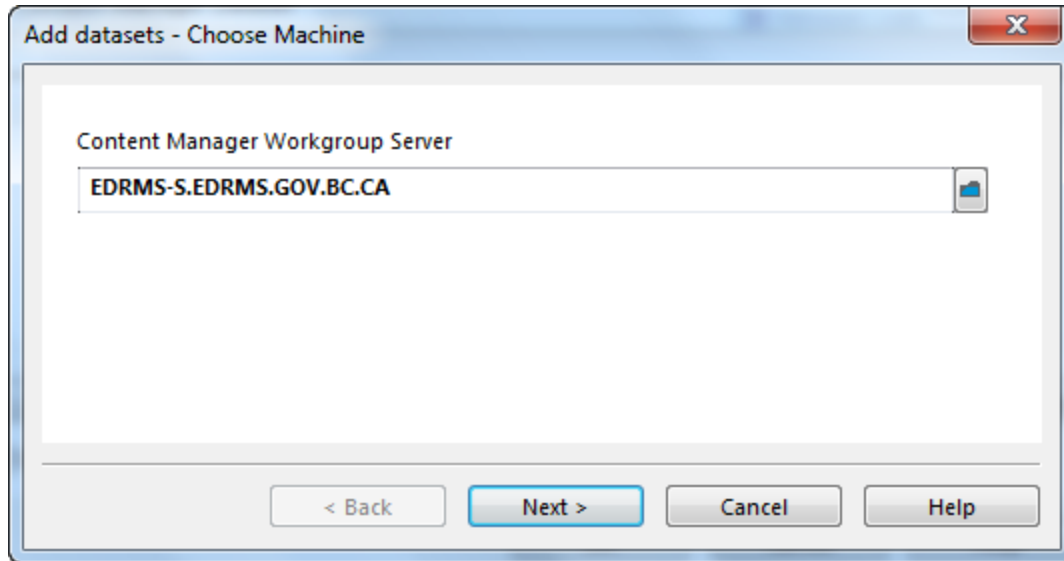 Add datasets - Choose Machine
Content Manager Workgroup Server
EDRMS-S.EDRMS.GOV.BC.CA
< Back Next > Cancel Help